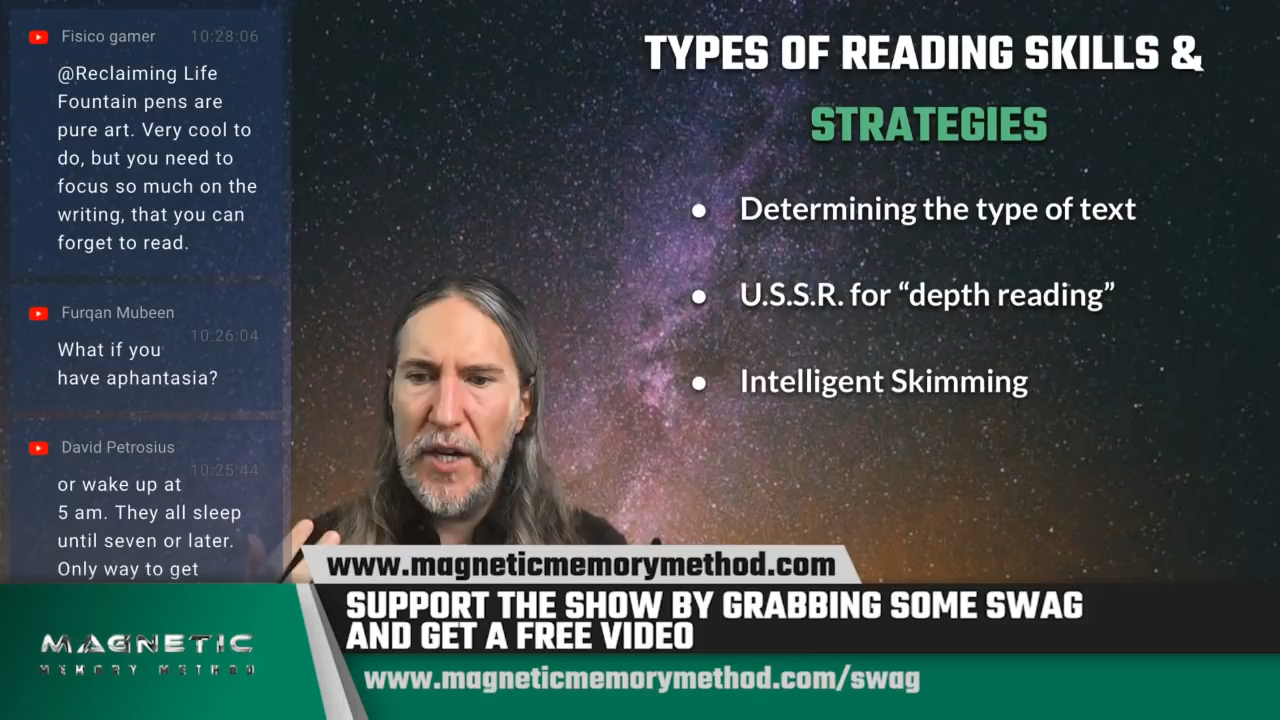 Fisico gamer 10:28:06
@Reclaiming Life
Fountain pens are
pure art. Very cool to
do, but you need to
focus so much on the
writing, that you can
forget to read.
Furqan Mubeen
10:26:04
What if you
have aphantasia?
David Petrosius
10:25:44
or wake up at
5 am. They all sleep
until seven or later.
Only way to get
TYPES OF READING SKILLS &
STRATEGIES
• Determining the type of text
• U.S.S.R. for “depth reading”
• Intelligent Skimming
www.magneticmemorymethod.com
SUPPORT THE SHOW BY GRABBING SOME SWAG
AND GET A FREE VIDEO
www.magneticmemorymethod.com/swag
MAGNETIC
MEMORY METHOD